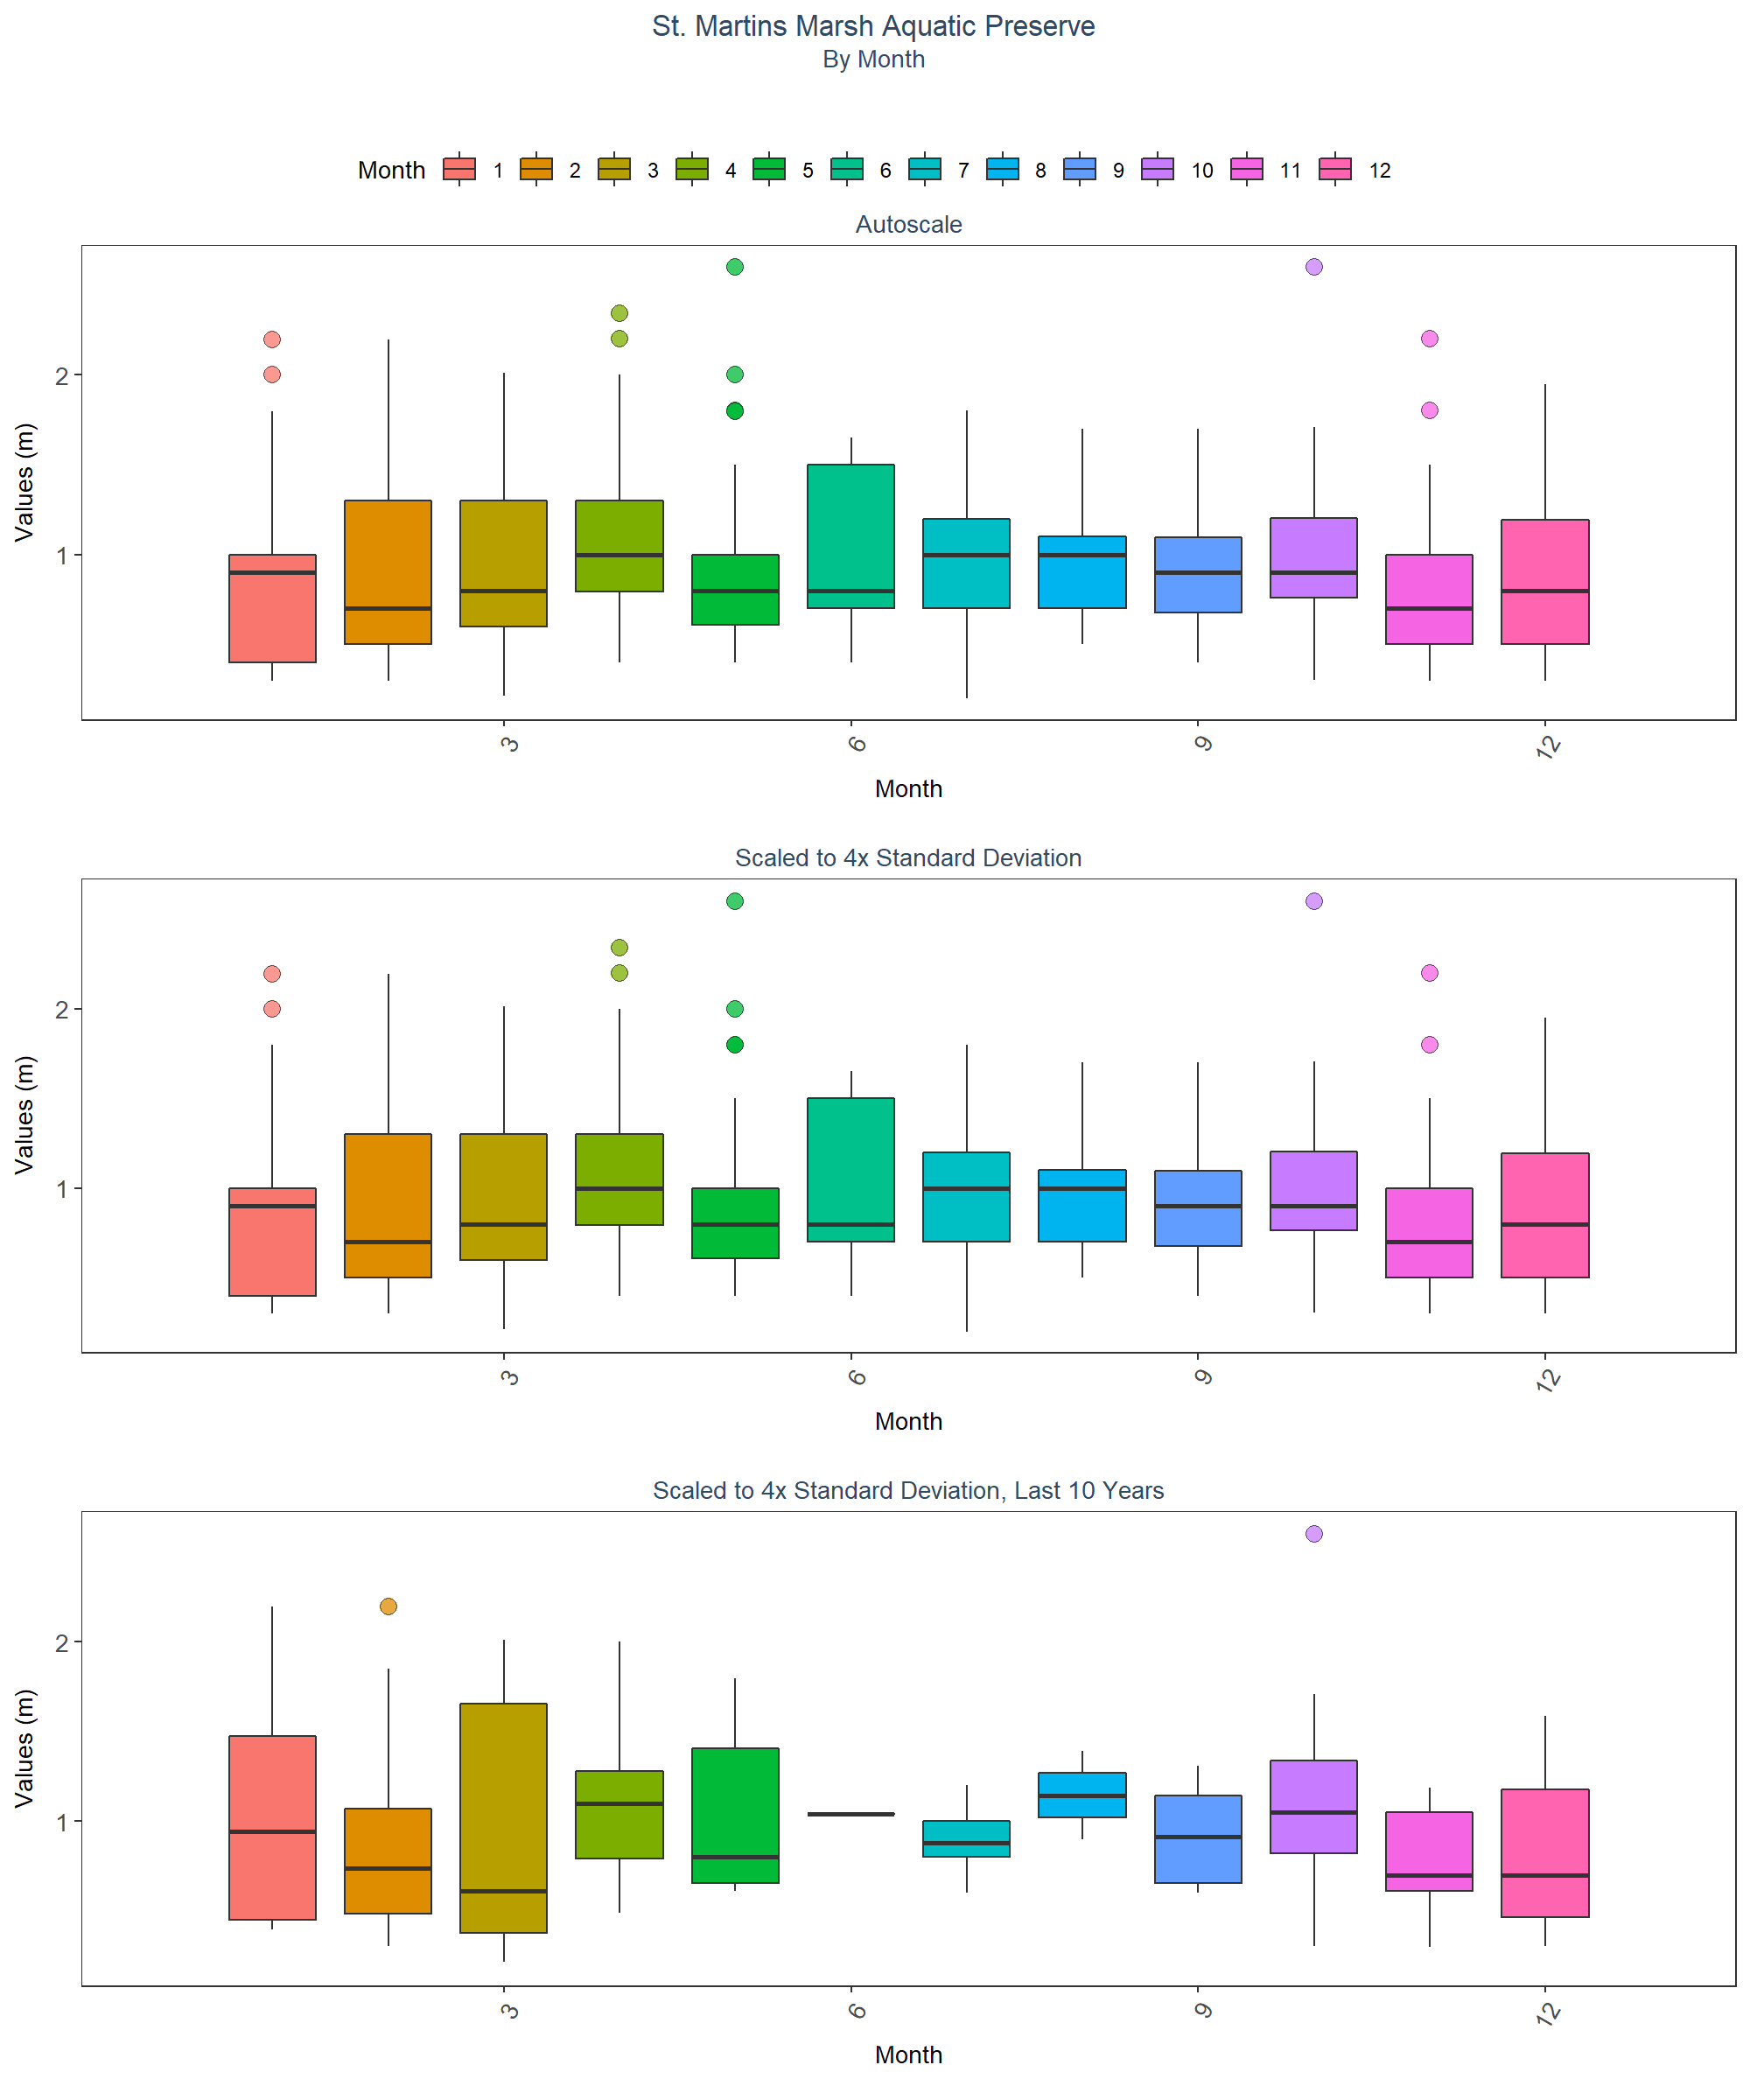 St. Martins Marsh Aquatic Preserve
By Month
Month 1 2 3 4 5 6 7 8 9 10 11 12
Autoscale
Values (m)
2
1
3 6 9 12
Month
Scaled to 4x Standard Deviation
Values (m)
2
1
3 6 9 12
Month
Scaled to 4x Standard Deviation, Last 10 Years
Values (m)
2
1
3 6 9 12
Month